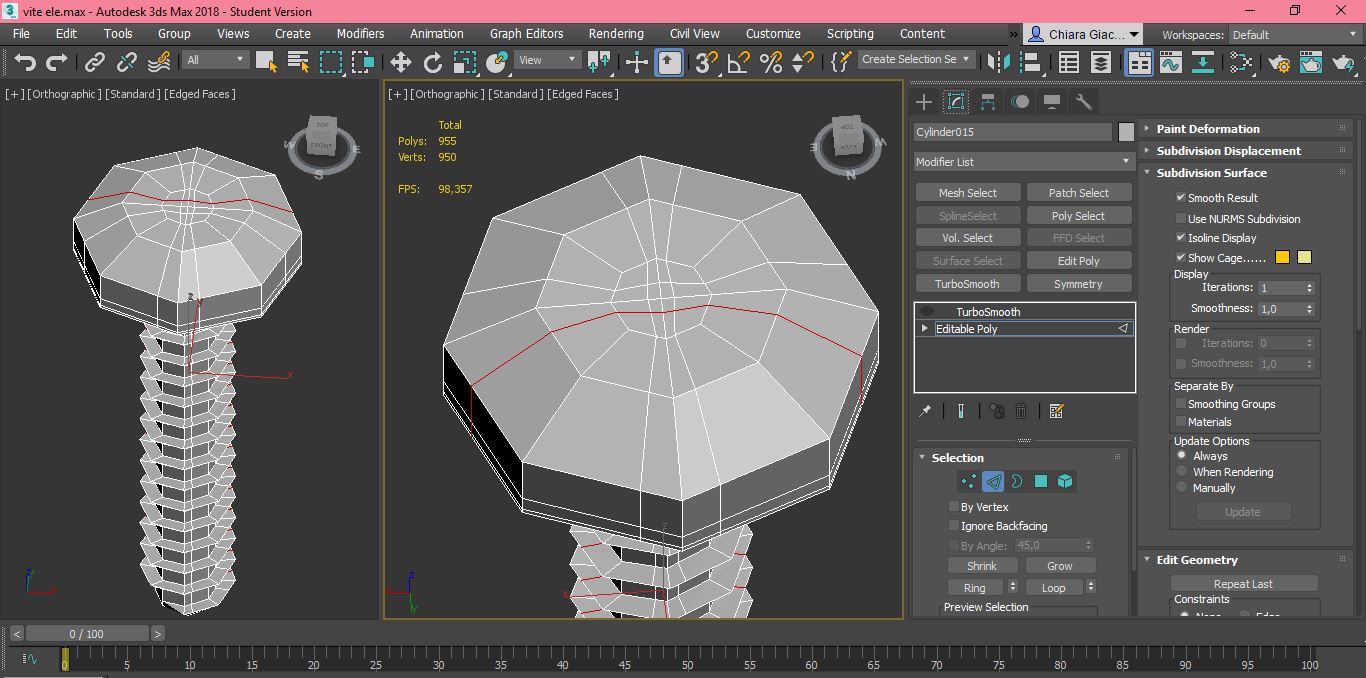 vite ele.max - Autodesk 3ds Max 2018 - Student Version
File Edit Tools Group Views Create Modifiers Animation Graph Editors Rendering Civil View Customize Scripting Content » Chiara Giac... Workspaces: Default
All View 3 Create Selection Se
[+] [Orthographic] [Standard] [Edged Faces]
[+] [Orthographic] [Standard] [Edged Faces]
Total
Polys: 955
Verts: 950
FPS: 98,357
TOP
FRONT
W E
S
TOP
BACK
E W
N
z
y
x
z
x
z
x
z
y
Cylinder015
Modifier List
Mesh Select Patch Select
SplineSelect Poly Select
Vol. Select FFD Select
Surface Select Edit Poly
TurboSmooth Symmetry
TurboSmooth
Editable Poly
Selection
By Vertex
Ignore Backfacing
By Angle: 45,0
Shrink Grow
Ring Loop
Preview Selection
Paint Deformation
Subdivision Displacement
Subdivision Surface
Smooth Result
Use NURMS Subdivision
Isoline Display
Show Cage......
Display
Iterations: 1
Smoothness: 1,0
Render
Iterations: 0
Smoothness: 1,0
Separate By
Smoothing Groups
Materials
Update Options
Always
When Rendering
Manually
Update
Edit Geometry
Repeat Last
Constraints
< 0 / 100 >
0 5 10 15 20 25 30 35 40 45 50 55 60 65 70 75 80 85 90 95 100